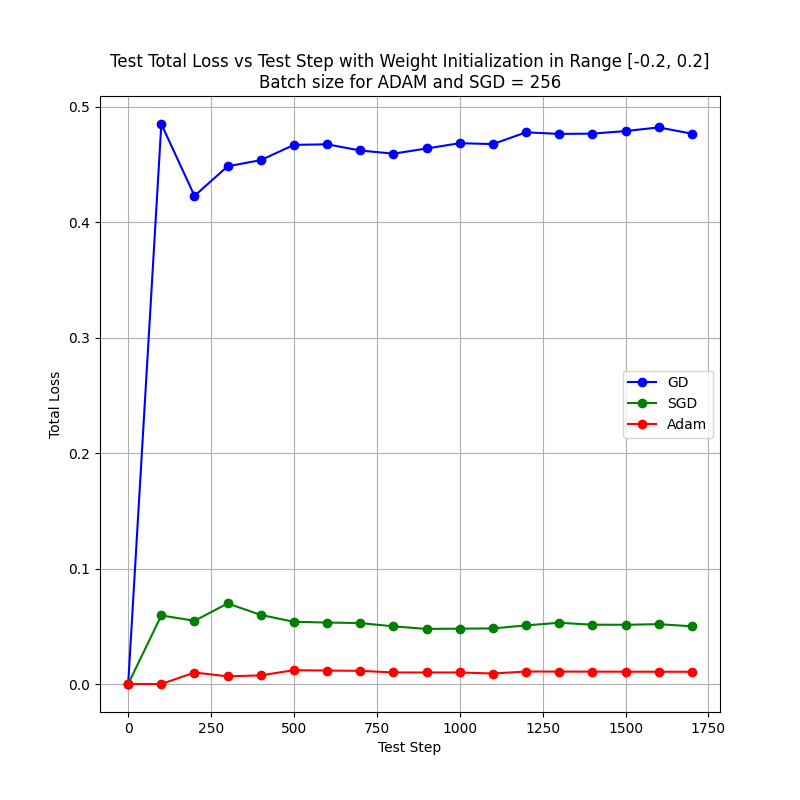 Test Total Loss vs Test Step with Weight Initialization in Range [-0.2, 0.2]
Batch size for ADAM and SGD = 256
0.5
0.4
0.3
0.2
0.1
0.0
Total Loss
GD
SGD
Adam
0
250
500
750
1000
1250
1500
1750
Test Step